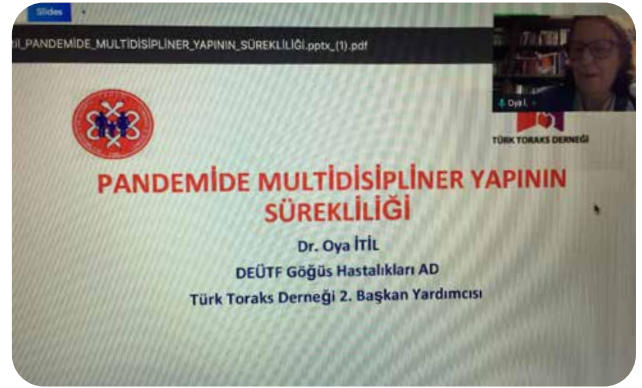 Slides
il_PANDEMİDE_MULTİDİSİPLİNER_YAPININ_SÜREKLİLİĞİ.pptx_(1).pdf
Oya İ.
TÜRK TORAKS DERNEĞİ
PANDEMİDE MULTİDİSİPLİNER YAPININ
SÜREKLİLİĞİ
Dr. Oya İTİL
DEÜTF Göğüs Hastalıkları AD
Türk Toraks Derneği 2. Başkan Yardımcısı